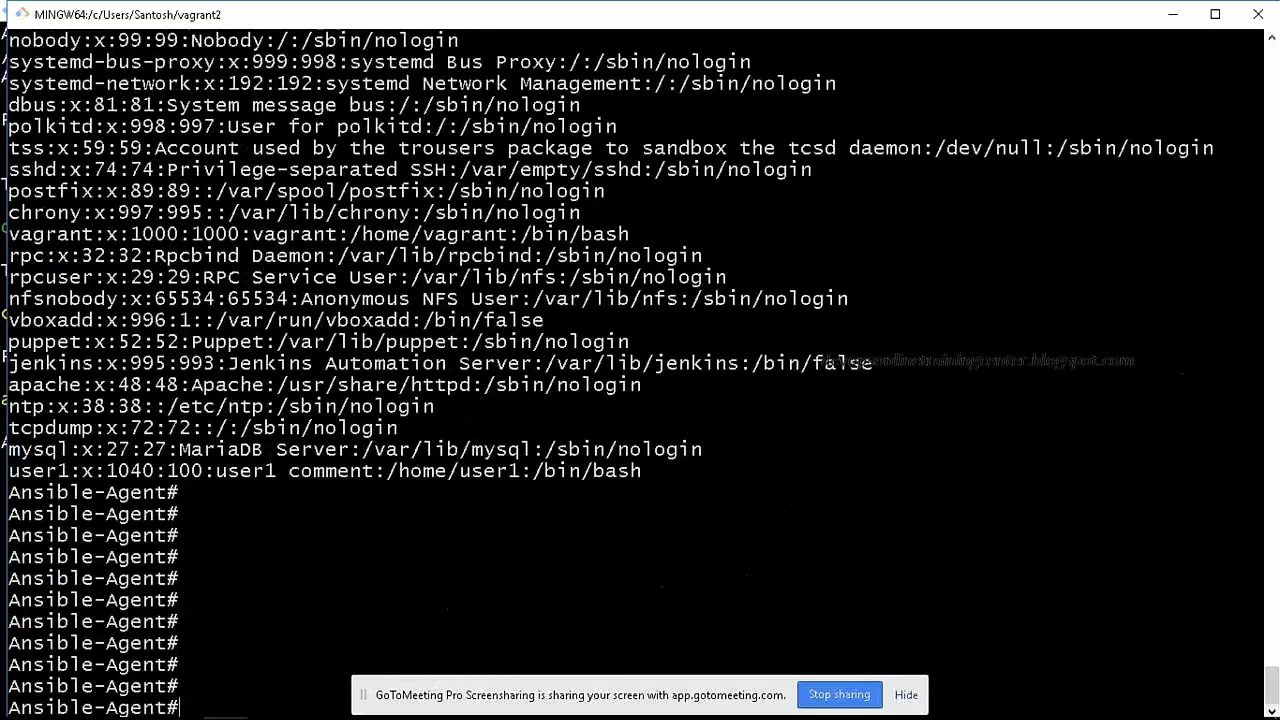 MINGW64:/c/Users/Santosh/vagrant2
nobody:x:99:99:Nobody:/:/sbin/nologin
systemd-bus-proxy:x:999:998:systemd Bus Proxy:/:/sbin/nologin
systemd-network:x:192:192:systemd Network Management:/:/sbin/nologin
dbus:x:81:81:System message bus:/:/sbin/nologin
polkitd:x:998:997:User for polkitd:/:/sbin/nologin
tss:x:59:59:Account used by the trousers package to sandbox the tcsd daemon:/dev/null:/sbin/nologin
sshd:x:74:74:Privilege-separated SSH:/var/empty/sshd:/sbin/nologin
postfix:x:89:89::/var/spool/postfix:/sbin/nologin
chrony:x:997:995::/var/lib/chrony:/sbin/nologin
vagrant:x:1000:1000:vagrant:/home/vagrant:/bin/bash
rpc:x:32:32:Rpcbind Daemon:/var/lib/rpcbind:/sbin/nologin
rpcuser:x:29:29:RPC Service User:/var/lib/nfs:/sbin/nologin
nfsnobody:x:65534:65534:Anonymous NFS User:/var/lib/nfs:/sbin/nologin
vboxadd:x:996:1::/var/run/vboxadd:/bin/false
puppet:x:52:52:Puppet:/var/lib/puppet:/sbin/nologin
jenkins:x:995:993:Jenkins Automation Server:/var/lib/jenkins:/bin/false
apache:x:48:48:Apache:/usr/share/httpd:/sbin/nologin
ntp:x:38:38::/etc/ntp:/sbin/nologin
tcpdump:x:72:72::/:/sbin/nologin
mysql:x:27:27:MariaDB Server:/var/lib/mysql:/sbin/nologin
user1:x:1040:100:user1 comment:/home/user1:/bin/bash
Ansible-Agent#
Ansible-Agent#
Ansible-Agent#
Ansible-Agent#
Ansible-Agent#
Ansible-Agent#
Ansible-Agent#
Ansible-Agent#
Ansible-Agent#
Ansible-Agent#
Ansible-Agent#
GoToMeeting Pro Screensharing is sharing your screen with app.gotomeeting.com. Stop sharing Hide